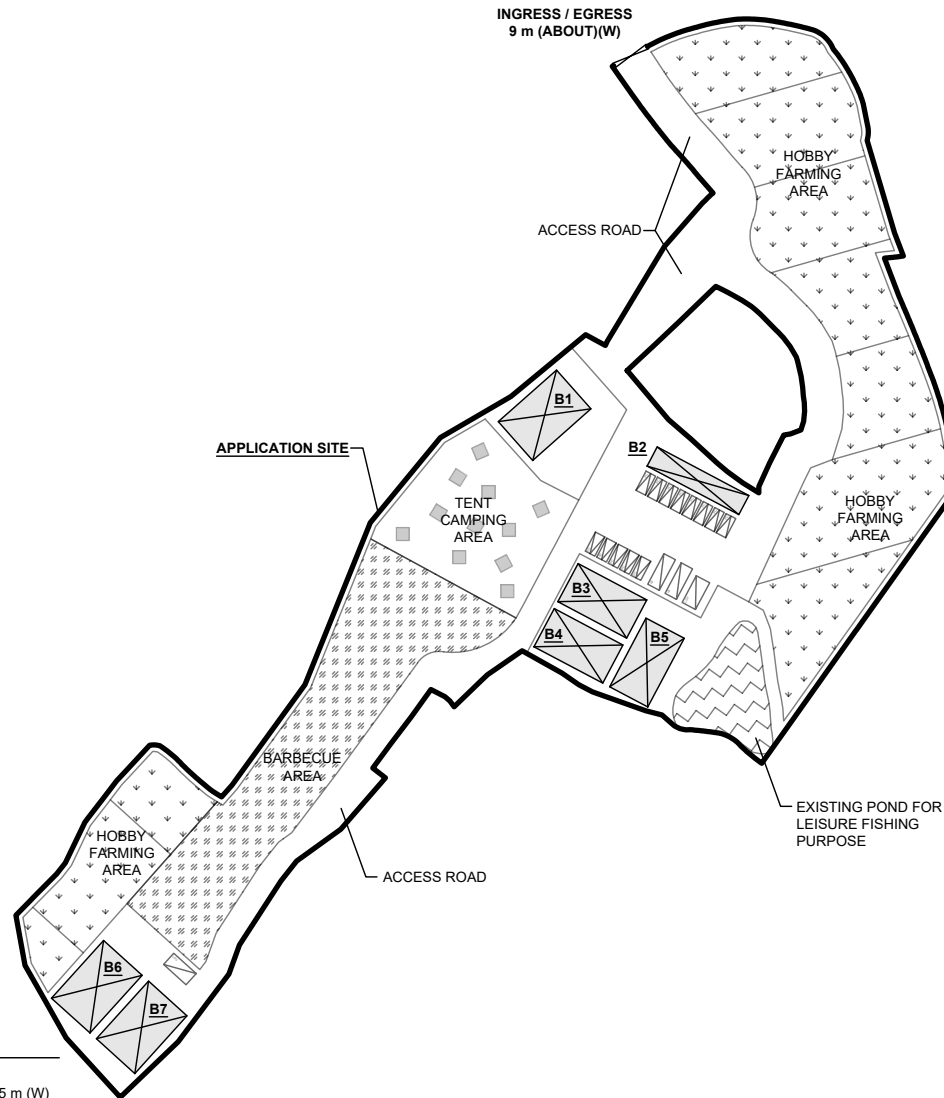 INGRESS / EGRESS
9 m (ABOUT)(W)
HOBBY
FARMING
AREA
ACCESS ROAD
B1
APPLICATION SITE
B2
TENT
CAMPING
AREA
HOBBY
FARMING
AREA
B3
B4
B5
BARBECUE
AREA
EXISTING POND FOR
LEISURE FISHING
PURPOSE
HOBBY
FARMING
AREA
ACCESS ROAD
B6
B7
5 m (W)